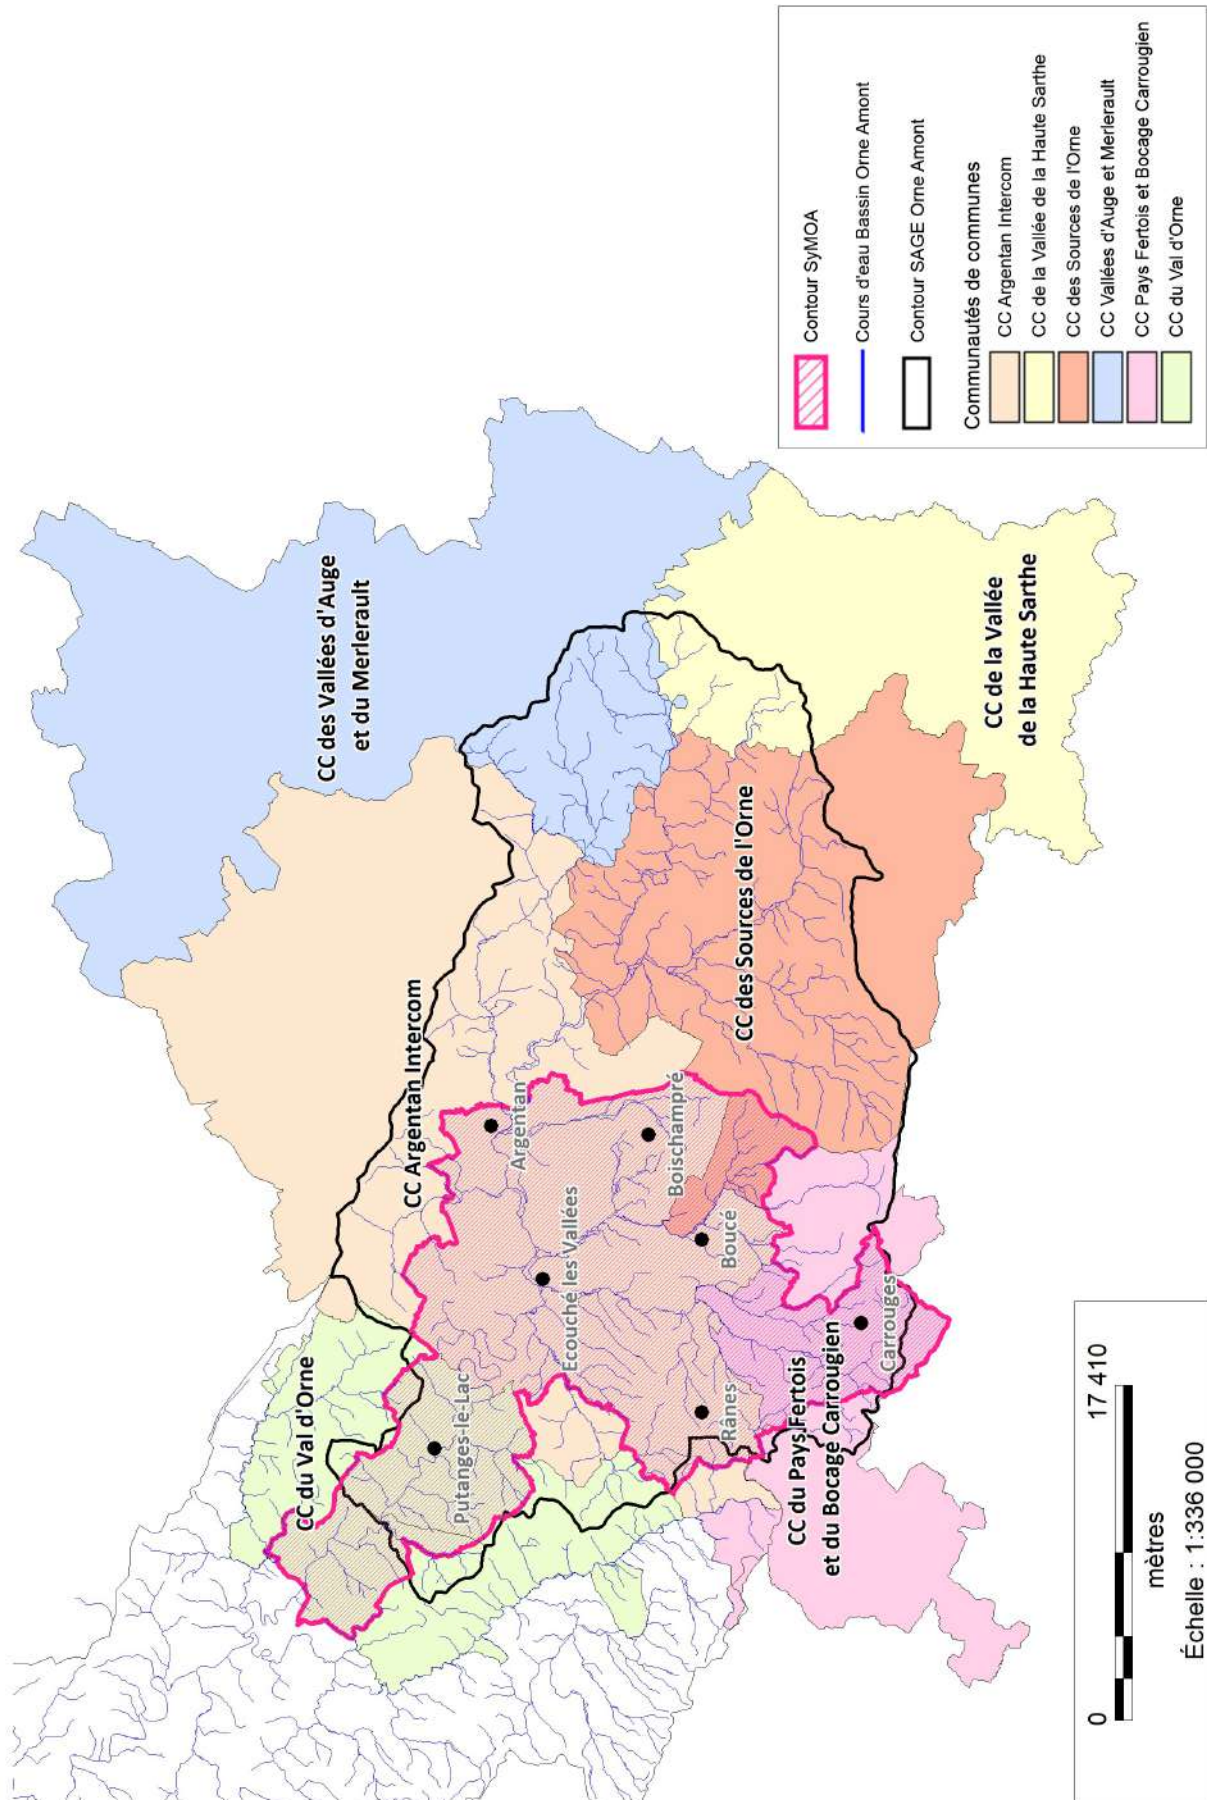 CC des Vallées d'Auge
et du Merlerault
CC Argentan Intercom
CC du Val d'Orne
Argentan
Putanges-le-Lac
Ecouché les Vallées
Boischampré
CC des Sources de l'Orne
Rânes
Boucé
CC du Pays Fertois
et du Bocage Carrougien
Carrouges
CC de la Vallée
de la Haute Sarthe
0 17 410
mètres
Échelle : 1:336 000
Contour SyMOA
Cours d'eau Bassin Orne Amont
Contour SAGE Orne Amont
Communautés de communes
CC Argentan Intercom
CC de la Vallée de la Haute Sarthe
CC des Sources de l'Orne
CC Vallées d'Auge et Merlerault
CC Pays Fertois et Bocage Carrougien
CC du Val d'Orne